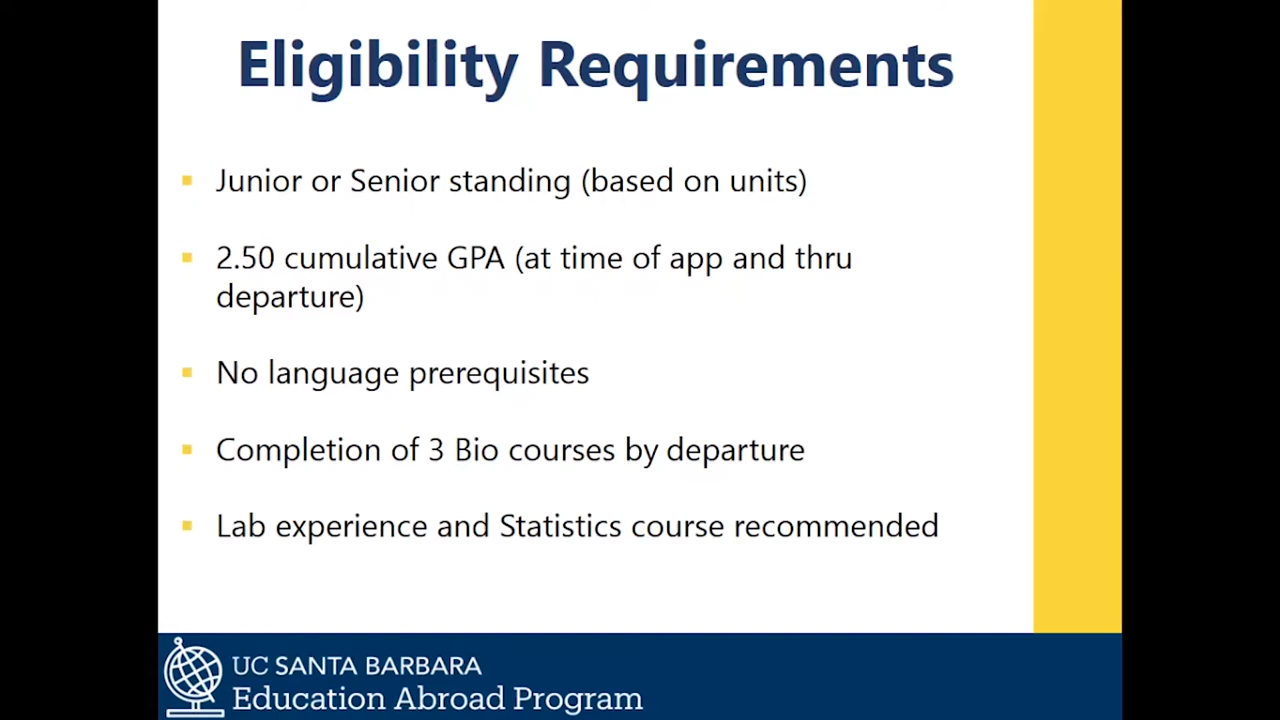 Eligibility Requirements
Junior or Senior standing (based on units)
2.50 cumulative GPA (at time of app and thru
departure)
No language prerequisites
Completion of 3 Bio courses by departure
Lab experience and Statistics course recommended
UC SANTA BARBARA
Education Abroad Program